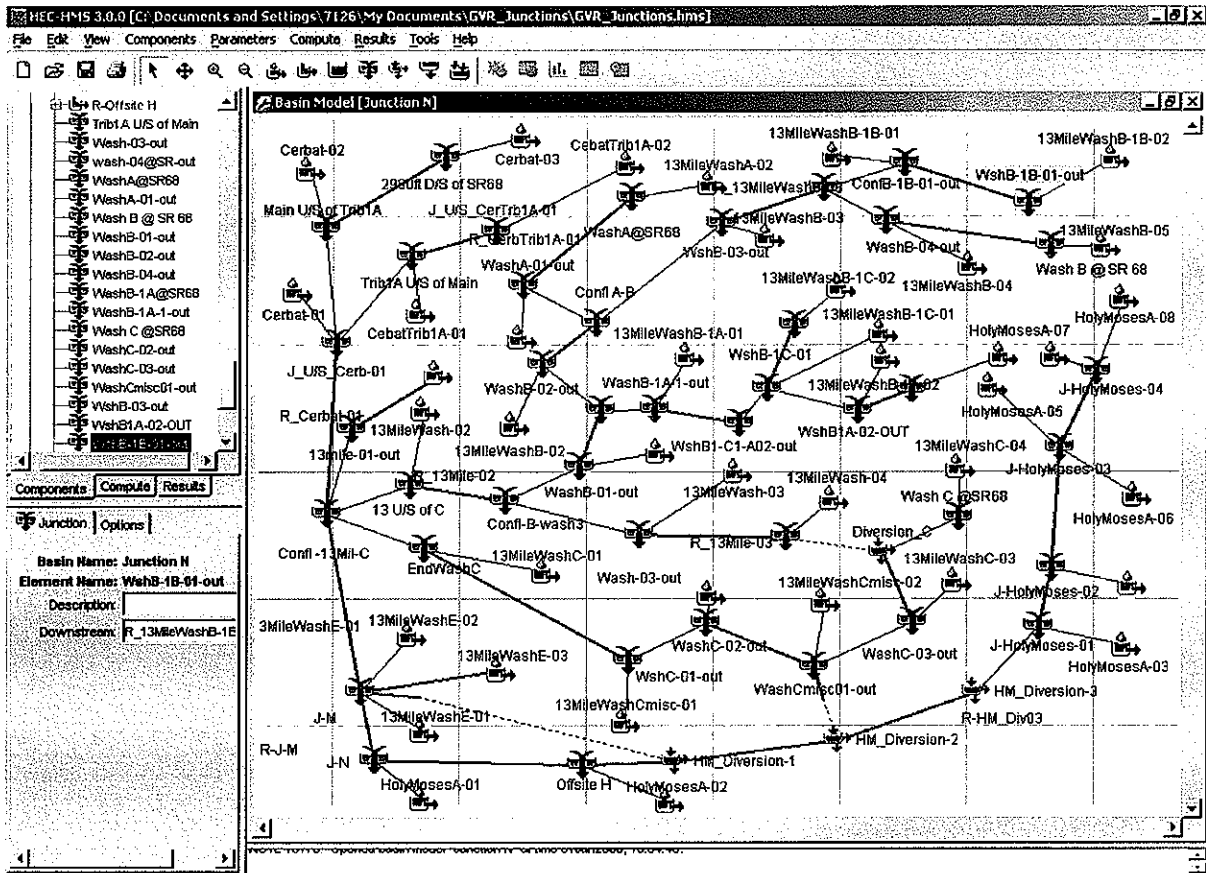 HEC-HMS 3.0.0 [C:\Documents and Settings\7126\My Documents\GVR_Junctions\GVR_Junctions.hms]
File Edit View Components Parameters Compute Results Tools Help
R-Offsite H
Trib1A U/S of Main
Wash-03-out
wash-04@SR-out
WashA@SR68
WashA-01-out
Wash B @ SR 68
WashB-01-out
WashB-02-out
WashB-04-out
WashB-1A@SR68
WashB-1A-1-out
Wash C @SR68
WashC-02-out
WashC-03-out
WashCmisc01-out
WshB-03-out
WshB1A-02-OUT
Components Compute Results
Junction Options
Basin Name: Junction N
Element Name: WshB-1B-01-out
Description:
Downstream: R_13MileWashB-1B
Basin Model [Junction N]
13MileWashB-1B-01
13MileWashB-1B-02
Cerbat-02
Cerbat-03
CebatTrib1A-02
13MileWashA-02
ConfB-1B-01-out
WshB-1B-01-out
2980ft D/S of SR68
Main U/S of Trib1A
J_U/S_CerTrb1A-01
13MileWashB-03
R_CerbTrib1A-01
WashA@SR68
WashB-04-out
13MileWashB-05
WshB-03-out
Wash B @ SR 68
WashA-01-out
Trib1A U/S of Main
13MileWashB-1C-02
13MileWashB-04
Confl A-B
Cerbat-01
CebatTrib1A-01
13MileWashB-1C-01
HolyMosesA-08
13MileWashB-1A-01
HolyMosesA-07
WshB-1C-01
J_U/S_Cerb-01
WashB-02-out
WashB-1A-1-out
J-HolyMoses-04
R_Cerbat-01
HolyMosesA-05
WshB1A-02-OUT
13MileWash-02
13mile-01-out
13MileWashB-02
WshB1-C1-A02-out
13MileWashC-04
J-HolyMoses-03
R_13Mile-02
WashB-01-out
13MileWash-03
13MileWash-04
Wash C @SR68
13 U/S of C
Confl-B-wash3
HolyMosesA-06
Diversion_C
R_13Mile-03
Confl -13Mil-C
EndWashC
13MileWashC-01
13MileWashC-03
Wash-03-out
13MileWashCmisc-02
J-HolyMoses-02
3MileWashE-01
13MileWashE-02
WashC-02-out
WashC-03-out
J-HolyMoses-01
13MileWashE-03
WshC-01-out
WashCmisc01-out
HolyMosesA-03
HM_Diversion-3
13MileWashE-01
13MileWashCmisc-01
J-M
R-HM_Div03
R-J-M
HM_Diversion-2
J-N
HM_Diversion-1
HolyMosesA-01
Offsite H
HolyMosesA-02